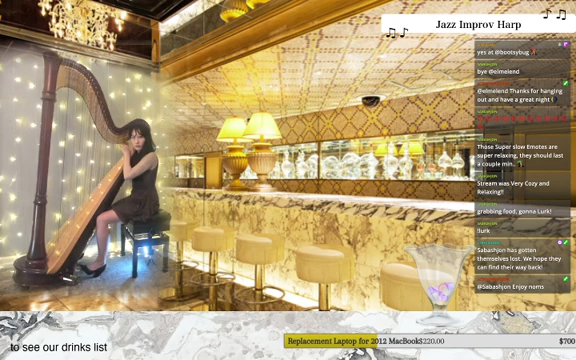 Jazz Improv Harp
yes at @bootsybug
bye @elmelend
@elmelend Thanks for hanging
out and have a great night (
Those Super slow Emotes are
super relaxing, they should last
a couple min..
Stream was Very Cozy and
Relaxing!!
grabbing food, gonna Lurk!
!lurk
Sabashjon has gotten
themselves lost. We hope they
can find their way back!
@Sabashjon Enjoy noms
to see our drinks list
Replacement Laptop for 2012 MacBook $220.00
$700